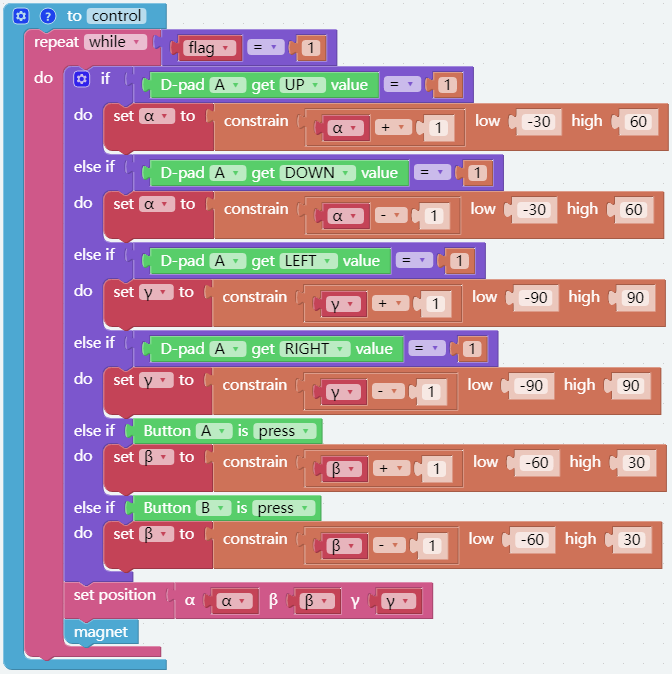 to control
repeat while flag = 1
do if D-pad A get UP value = 1
do set α to constrain α + 1 low -30 high 60
else if D-pad A get DOWN value = 1
do set α to constrain α - 1 low -30 high 60
else if D-pad A get LEFT value = 1
do set γ to constrain γ + 1 low -90 high 90
else if D-pad A get RIGHT value = 1
do set γ to constrain γ - 1 low -90 high 90
else if Button A is press
do set β to constrain β + 1 low -60 high 30
else if Button B is press
do set β to constrain β - 1 low -60 high 30
set position α α β β γ γ
magnet